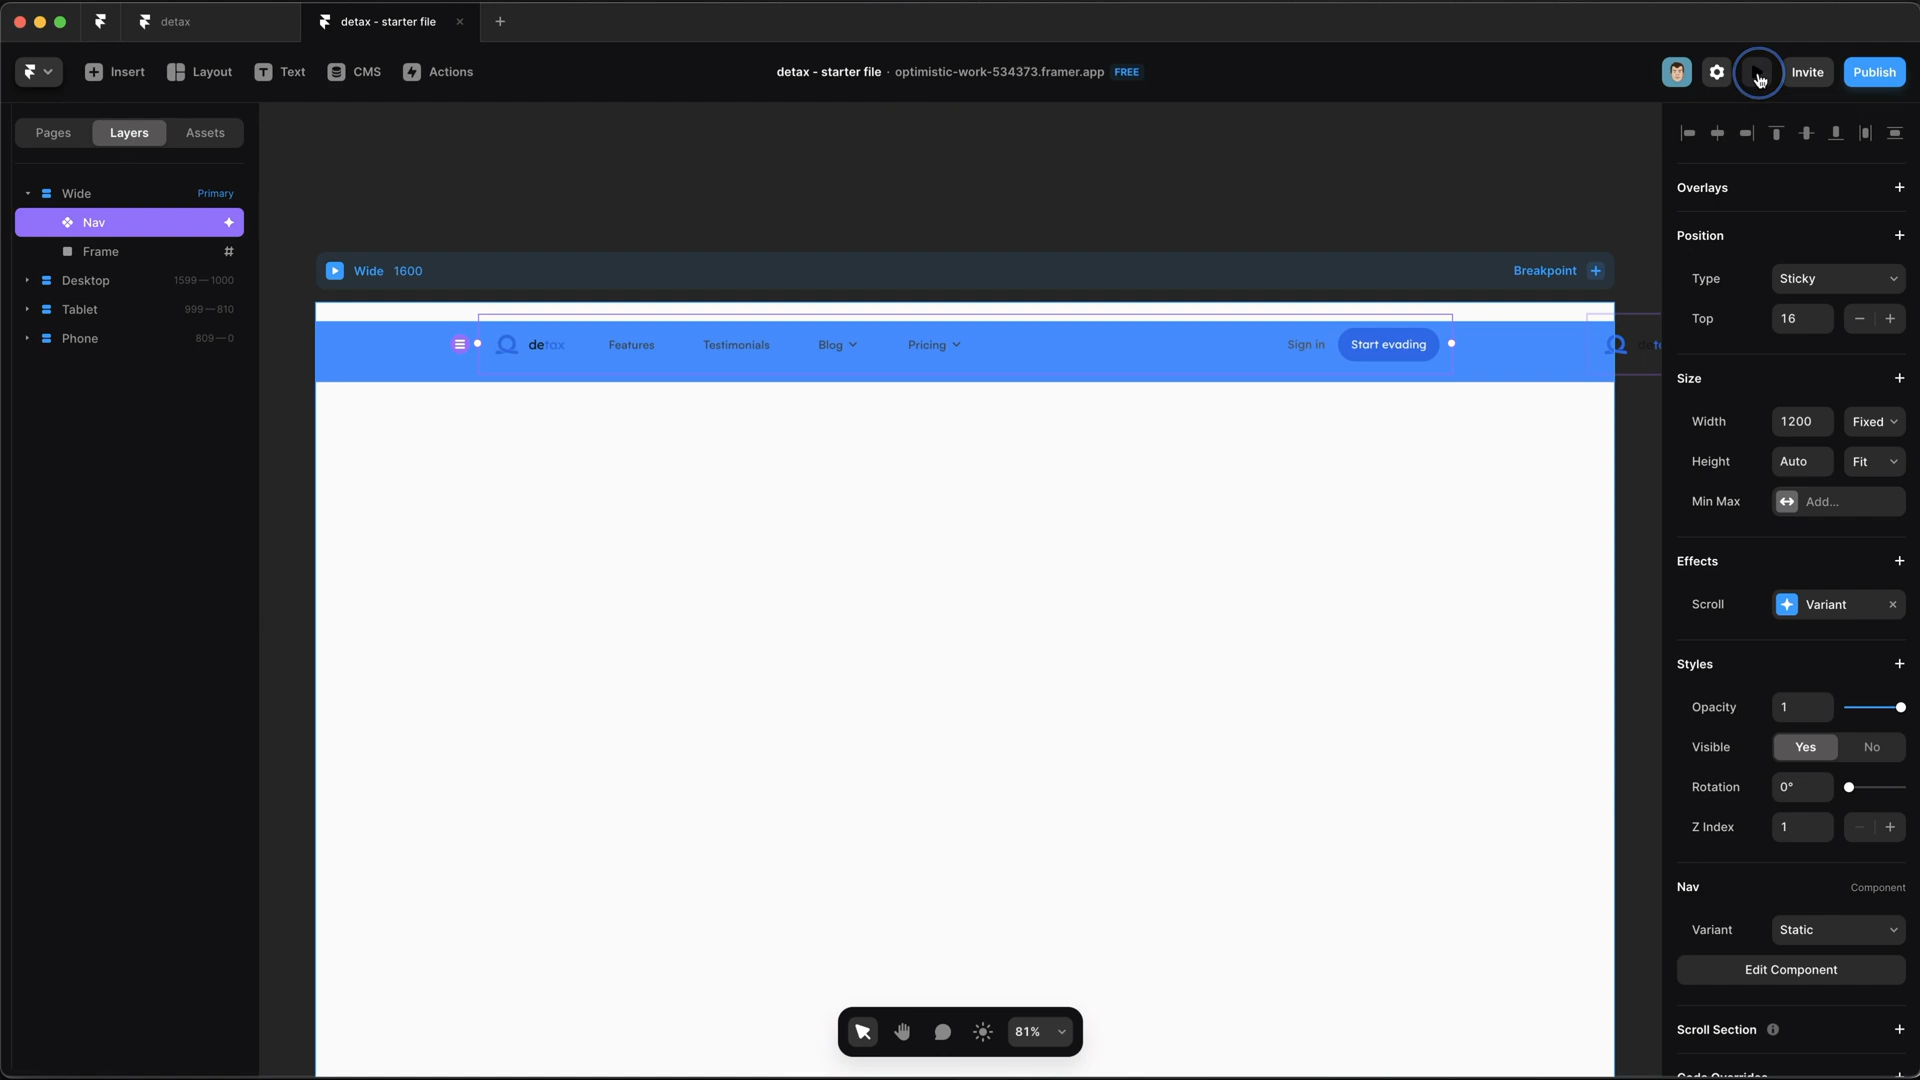 detax
detax - starter file
Insert
Layout
Text
CMS
Actions
detax - starter file · optimistic-work-534373.framer.app FREE
Invite
Publish
Pages
Layers
Assets
Wide
Primary
Nav
Frame
Desktop
1599—1000
Tablet
999—810
Phone
809—0
Wide 1600
Breakpoint
detax
Features
Testimonials
Blog
Pricing
Sign in
Start evading
Overlays
Position
Type
Sticky
Top
16
Size
Width
1200
Fixed
Height
Auto
Fit
Min Max
Add...
Effects
Scroll
Variant
Styles
Opacity
1
Visible
Yes
No
Rotation
0°
Z Index
1
Nav
Component
Variant
Static
Edit Component
Scroll Section
81%